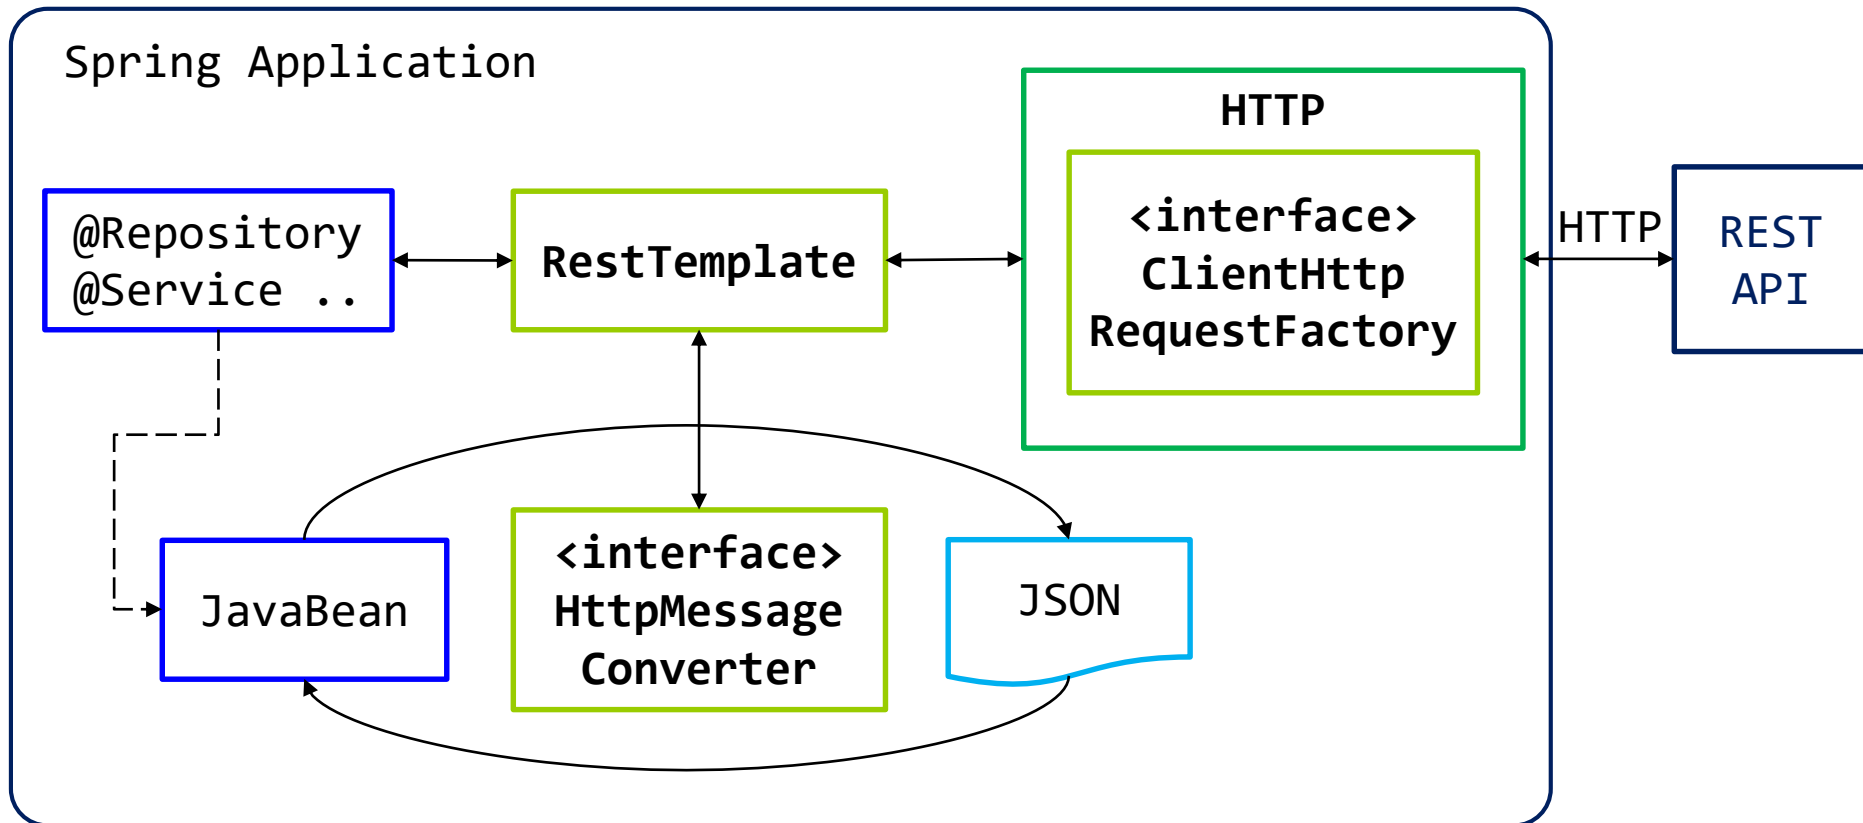 Spring Application
HTTP
@Repository
@Service ..
RestTemplate
<interface>
ClientHttp
RequestFactory
HTTP
REST
API
JavaBean
<interface>
HttpMessage
Converter
JSON